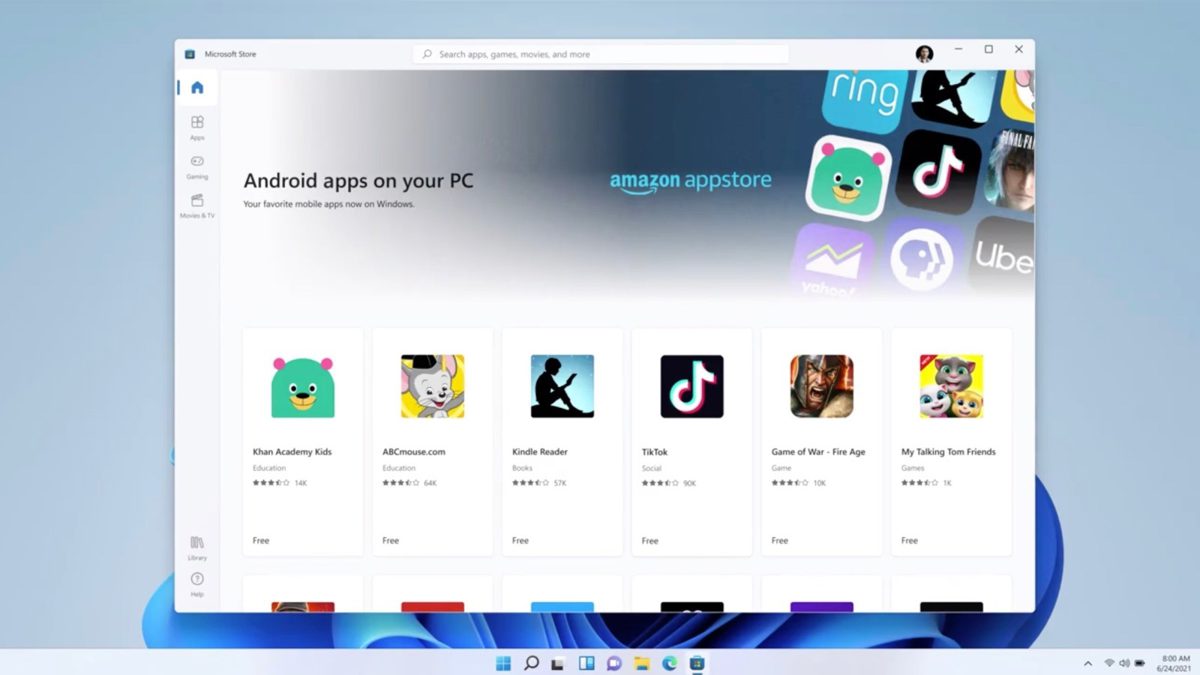 Microsoft Store
Search apps, games, movies, and more
Apps
Gaming
Movies & TV
Library
Help
Android apps on your PC
Your favorite mobile apps now on Windows.
amazon appstore
ring
FINAL FA
yahoo!
Uber
Khan Academy Kids
Education
14K
Free
ABCmouse.com
Education
64K
Free
Kindle Reader
Books
57K
Free
TikTok
Social
90K
Free
Game of War - Fire Age
Game
10K
Free
My Talking Tom Friends
Games
1K
Free
8:00 AM
6/24/2021